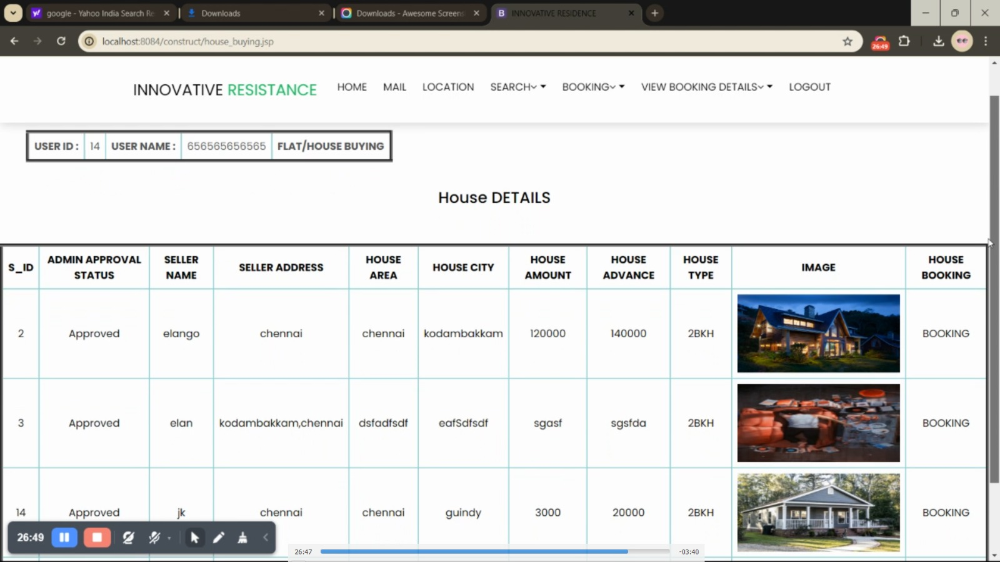 google - Yahoo India Search Re
Downloads
Downloads - Awesome Screens
B INNOVATIVE RESIDENCE
localhost:8084/construct/house_buying.jsp
26:49
INNOVATIVE RESISTANCE HOME MAIL LOCATION SEARCH BOOKING VIEW BOOKING DETAILS LOGOUT
USER ID : 14 USER NAME : 656565656565 FLAT/HOUSE BUYING
House DETAILS
S_ID ADMIN APPROVAL STATUS SELLER NAME SELLER ADDRESS HOUSE AREA HOUSE CITY HOUSE AMOUNT HOUSE ADVANCE HOUSE TYPE IMAGE HOUSE BOOKING
2 Approved elango chennai chennai kodambakkam 120000 140000 2BKH BOOKING
3 Approved elan kodambakkam,chennai dsfadfsdf eafSdfsdf sgasf sgsfda 2BKH BOOKING
14 Approved jk chennai chennai guindy 3000 20000 2BKH BOOKING
26:49
26:47 -03:40